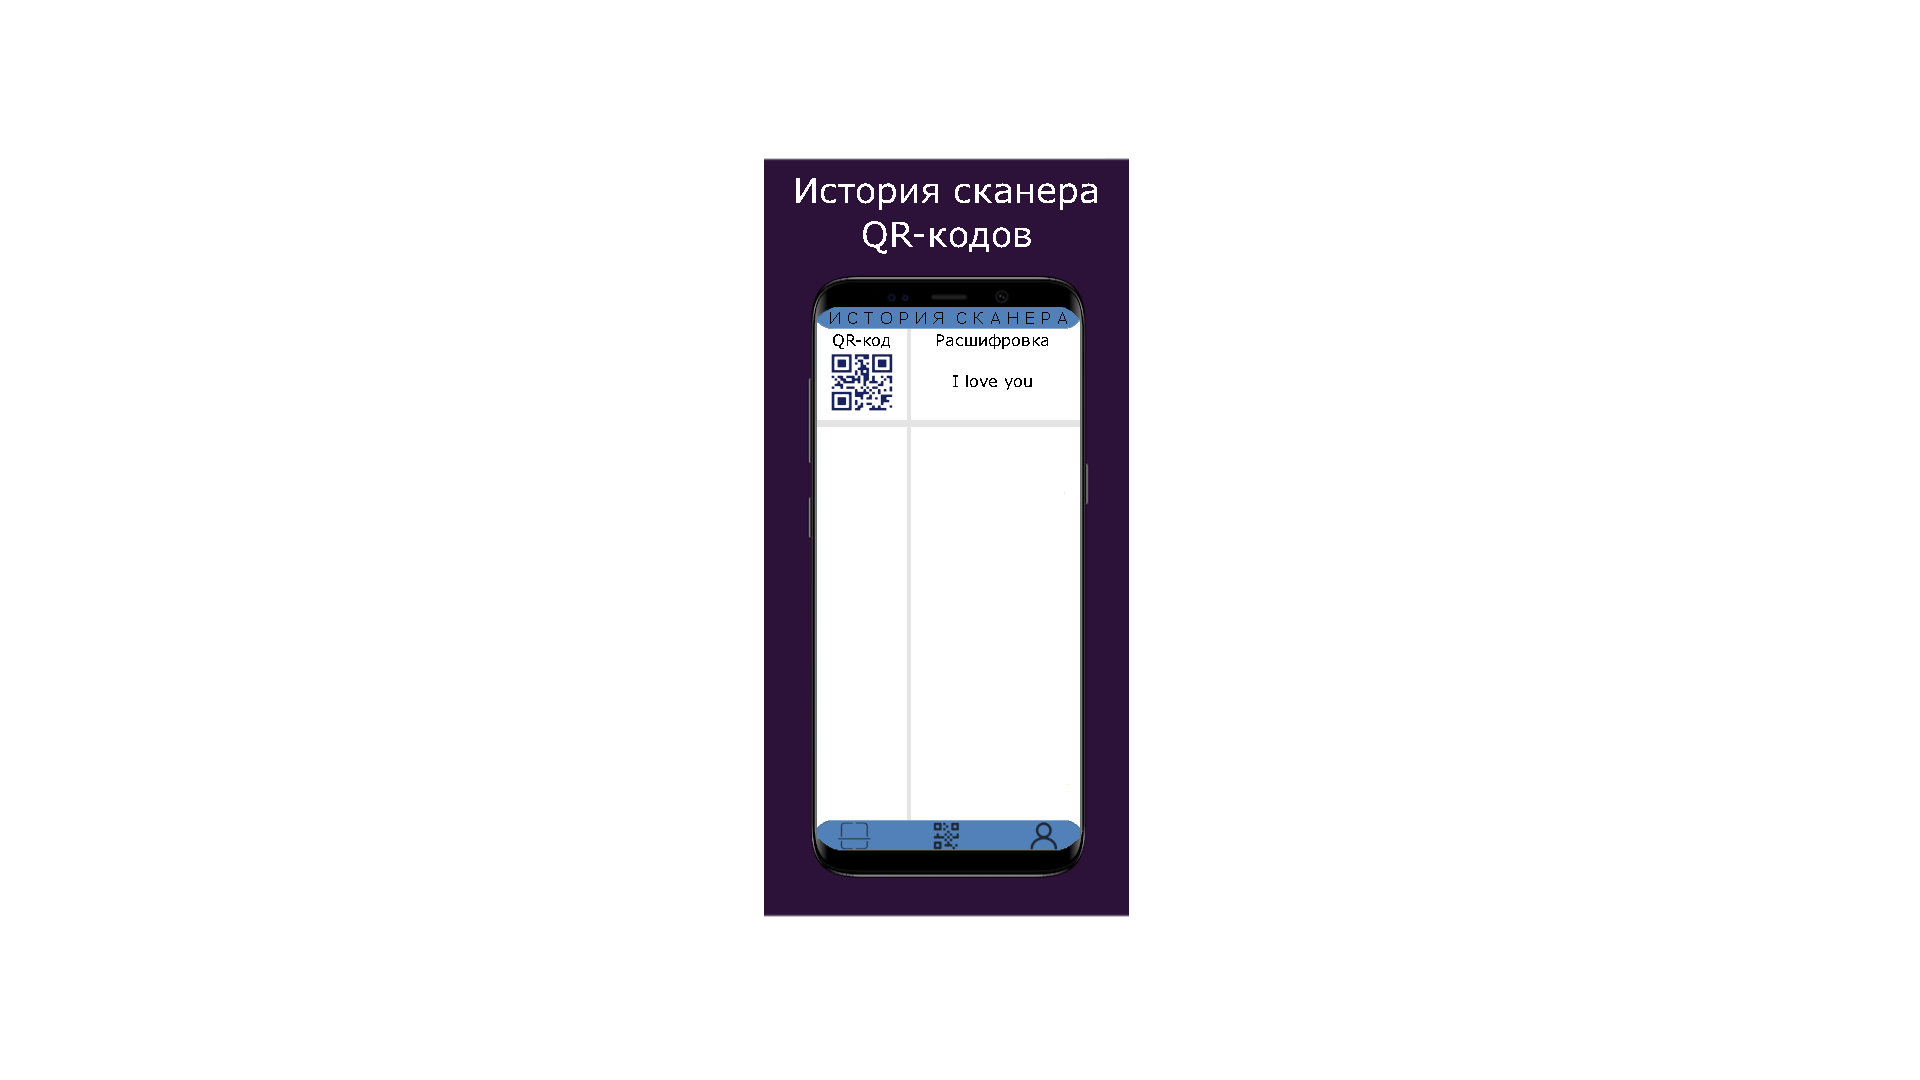 История сканера
QR-кодов
ИСТОРИЯ СКАНЕРА
QR-код
Расшифровка
I love you